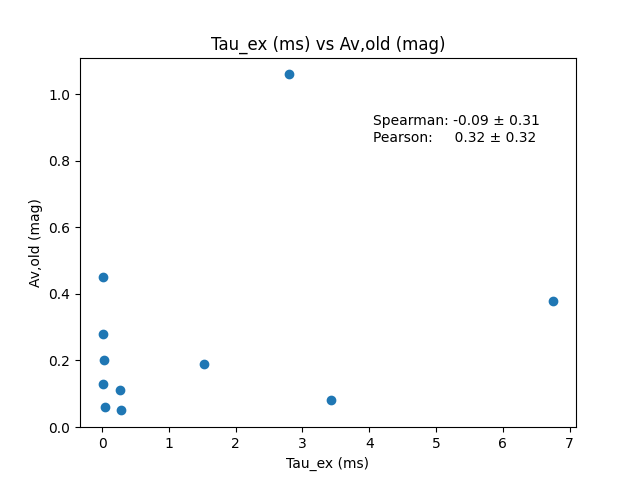 Tau_ex (ms) vs Av,old (mag)
Spearman: -0.09 ± 0.31
Pearson: 0.32 ± 0.32
Av,old (mag)
1.0
0.8
0.6
0.4
0.2
0.0
0 1 2 3 4 5 6 7
Tau_ex (ms)